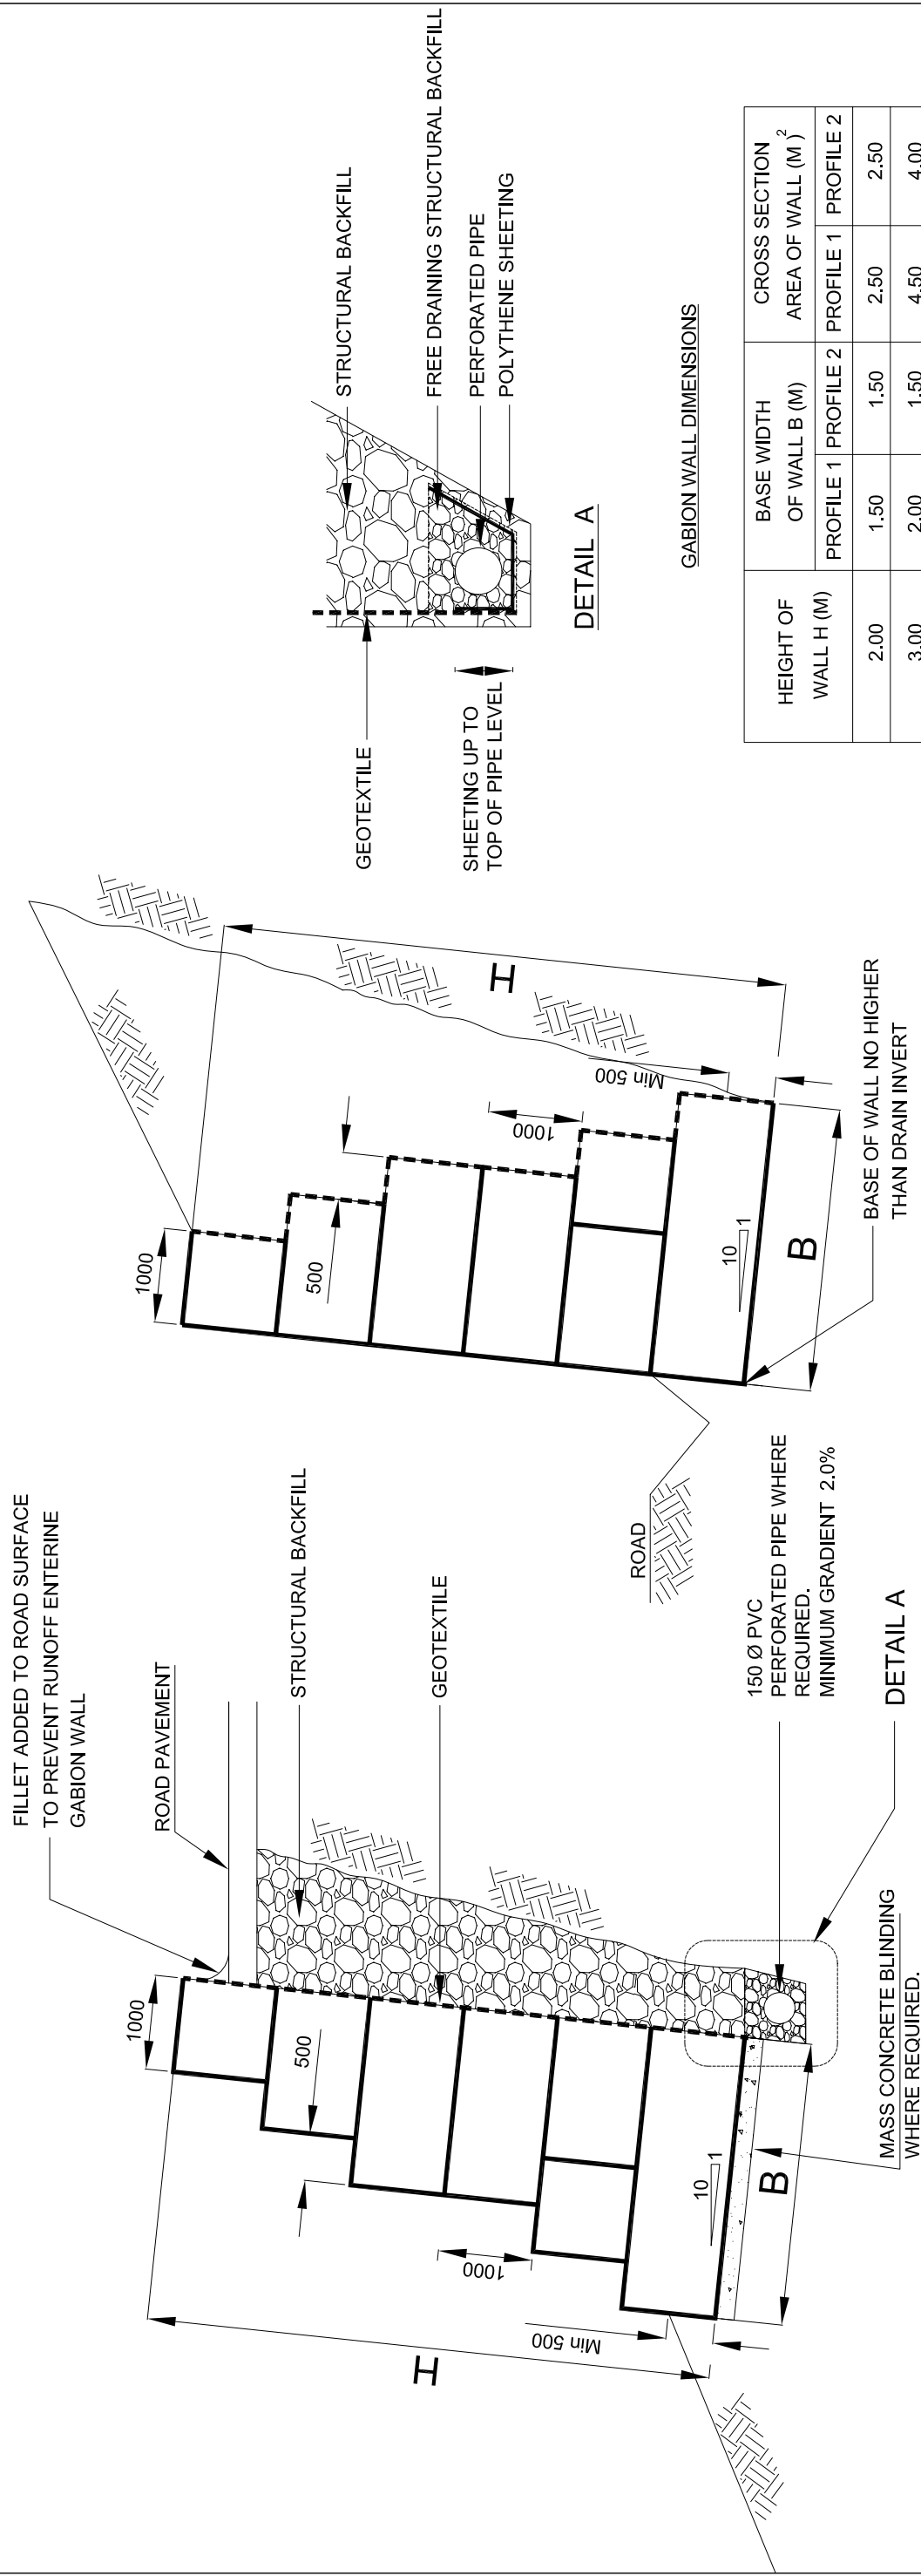 FILLET ADDED TO ROAD SURFACE
TO PREVENT RUNOFF ENTERINE
GABION WALL
ROAD PAVEMENT
STRUCTURAL BACKFILL
GEOTEXTILE
1000
500
1000
Min 500
H
10
1
B
150 Ø PVC
PERFORATED PIPE WHERE
REQUIRED.
MINIMUM GRADIENT 2.0%
DETAIL A
MASS CONCRETE BLINDING
WHERE REQUIRED.
1000
500
1000
Min 500
H
10
1
B
ROAD
BASE OF WALL NO HIGHER
THAN DRAIN INVERT
STRUCTURAL BACKFILL
FREE DRAINING STRUCTURAL BACKFILL
PERFORATED PIPE
POLYTHENE SHEETING
GEOTEXTILE
SHEETING UP TO
TOP OF PIPE LEVEL
DETAIL A
GABION WALL DIMENSIONS
HEIGHT OF
WALL H (M)
BASE WIDTH
OF WALL B (M)
CROSS SECTION
AREA OF WALL (M²)
PROFILE 1 PROFILE 2 PROFILE 1 PROFILE 2
2.00 1.50 1.50 2.50 2.50
3.00 2.00 1.50 4.50 4.00